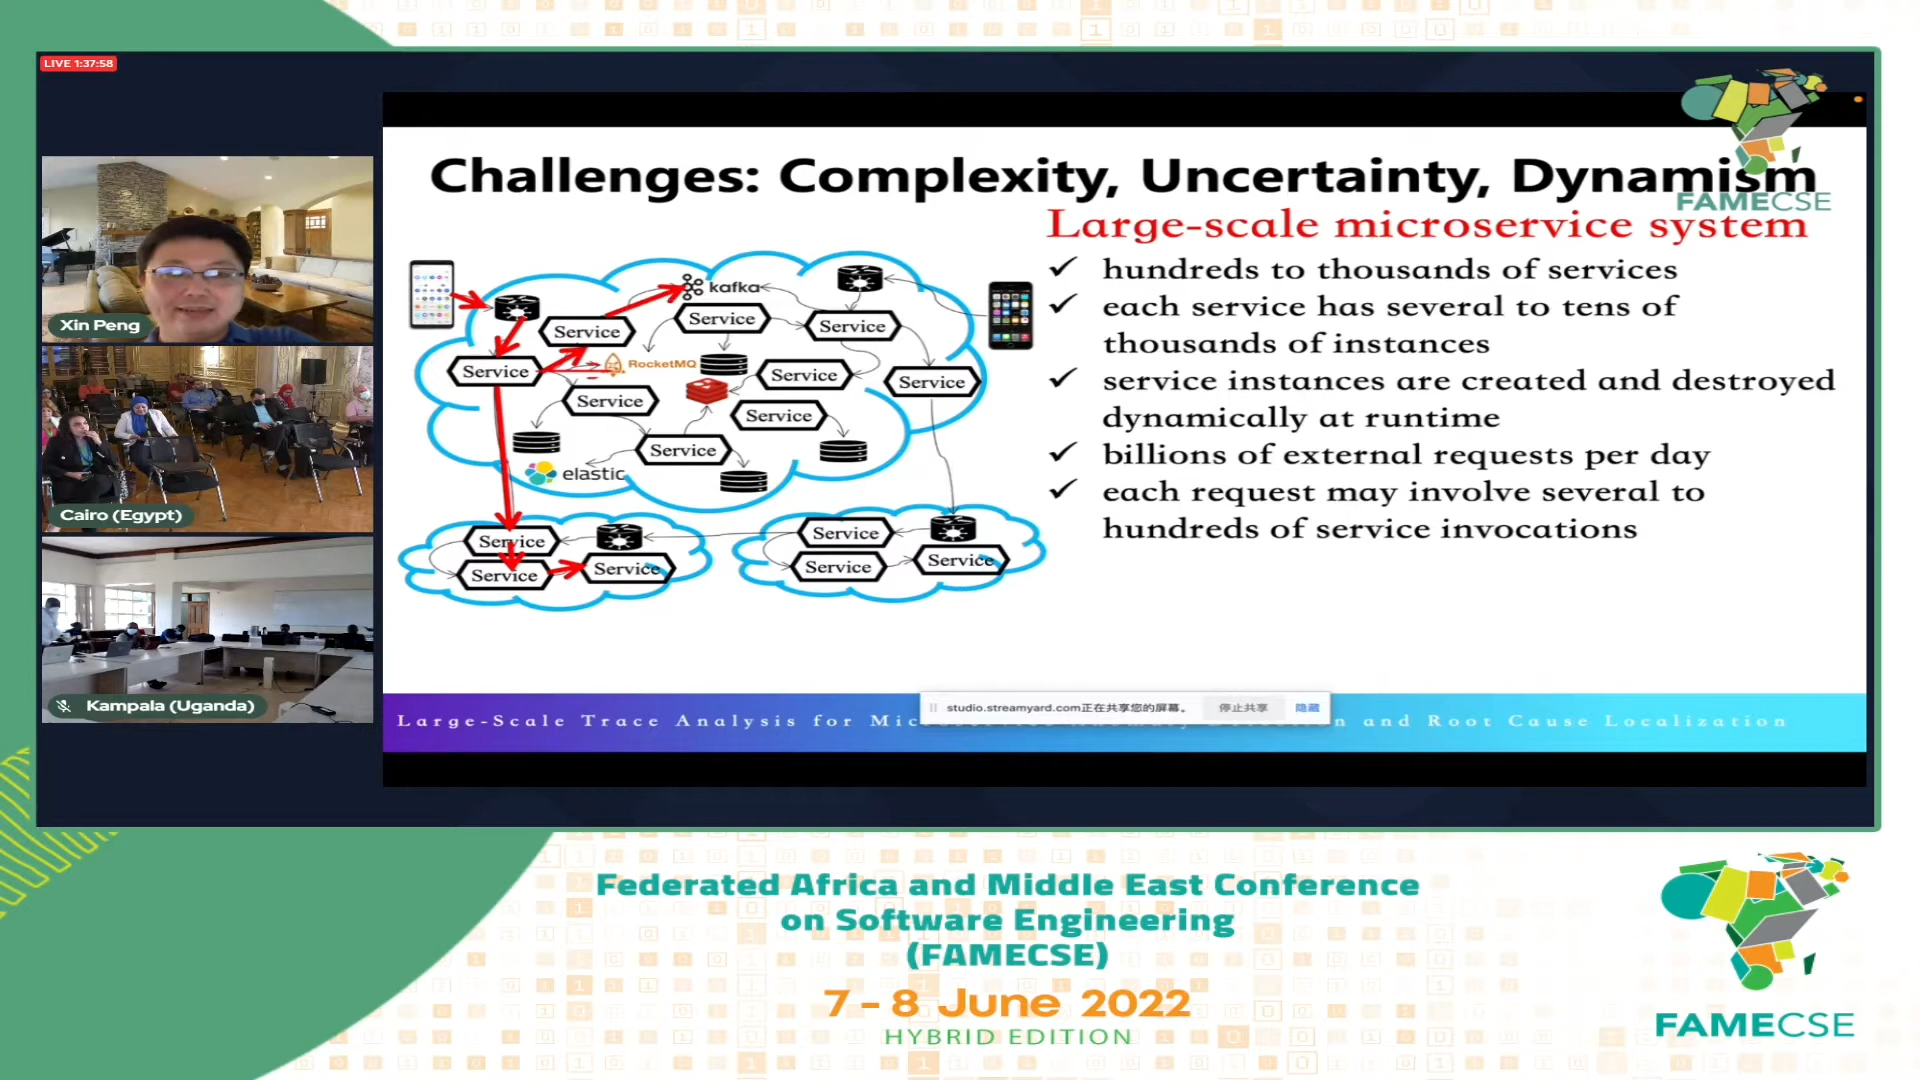 LIVE 1:37:58
Xin Peng
Cairo (Egypt)
Kampala (Uganda)
Challenges: Complexity, Uncertainty, Dynamism
FAMECSE
Large-scale microservice system
✓ hundreds to thousands of services
✓ each service has several to tens of
thousands of instances
✓ service instances are created and destroyed
dynamically at runtime
✓ billions of external requests per day
✓ each request may involve several to
hundreds of service invocations
kafka
Service
Service
Service
Service
RocketMQ
Service
Service
Service
Service
Service
elastic
Service
Service
Service
Service
Service
Service
studio.streamyard.com正在共享您的屏幕。
停止共享
隐藏
Large-Scale Trace Analysis for
and Root Cause Localization
Federated Africa and Middle East Conference
on Software Engineering
(FAMECSE)
7 - 8 June 2022
HYBRID EDITION
FAMECSE